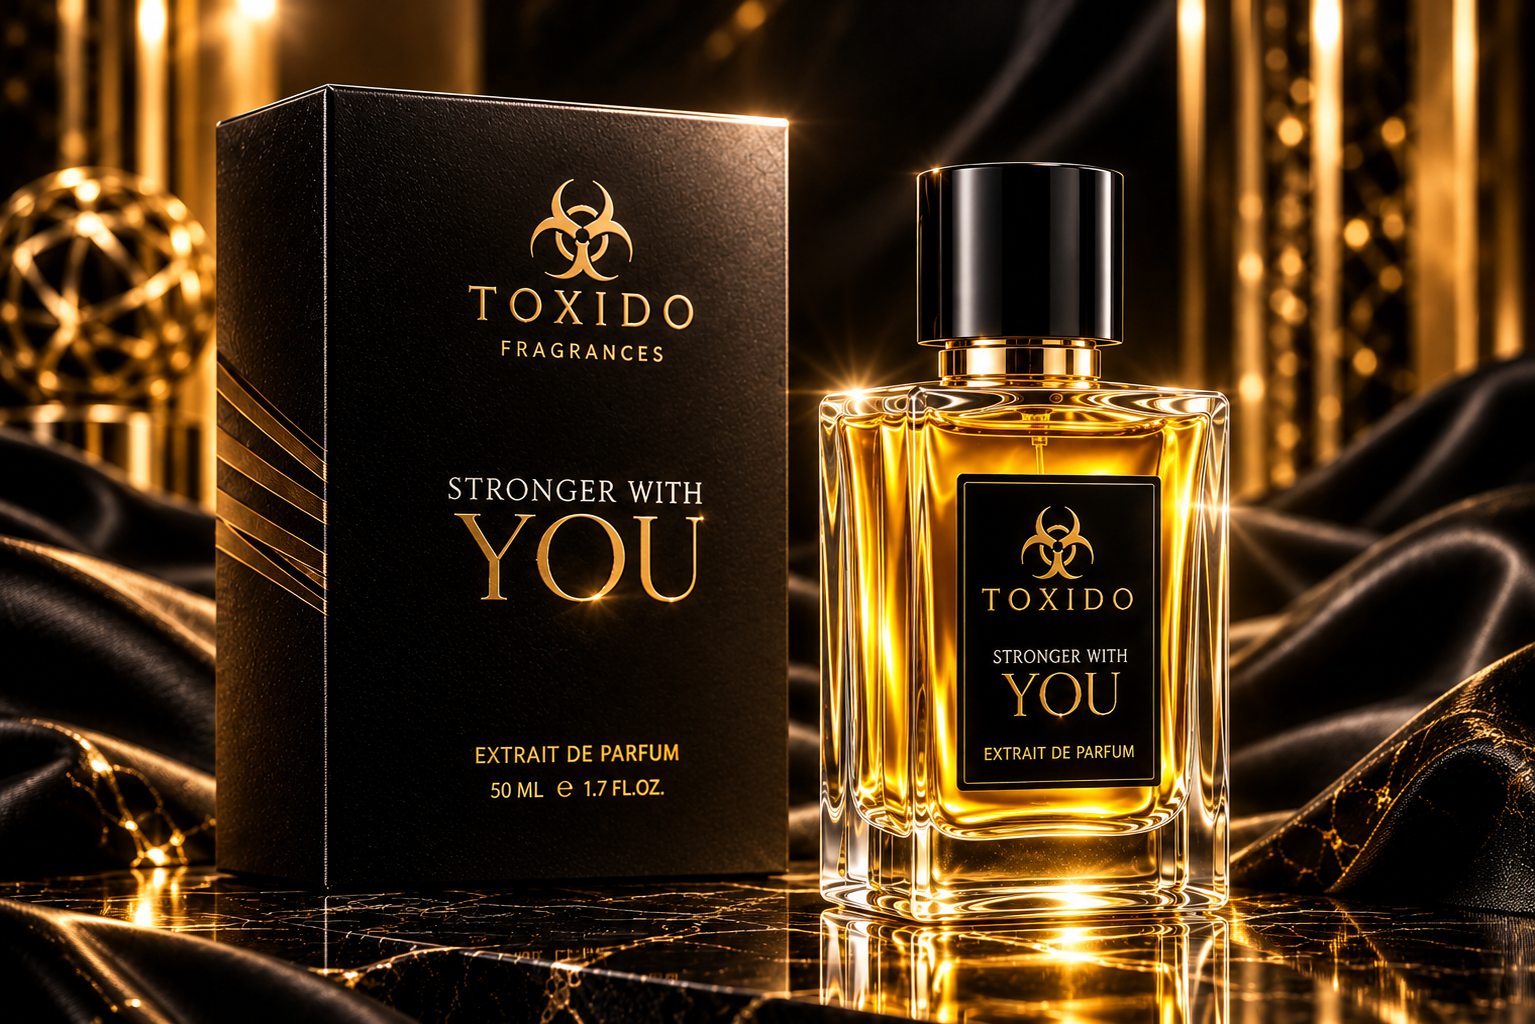 TOXIDO
FRAGRANCES
STRONGER WITH
YOU
EXTRAIT DE PARFUM
50 ML ℮ 1.7 FL.OZ.
TOXIDO
STRONGER WITH
YOU
EXTRAIT DE PARFUM